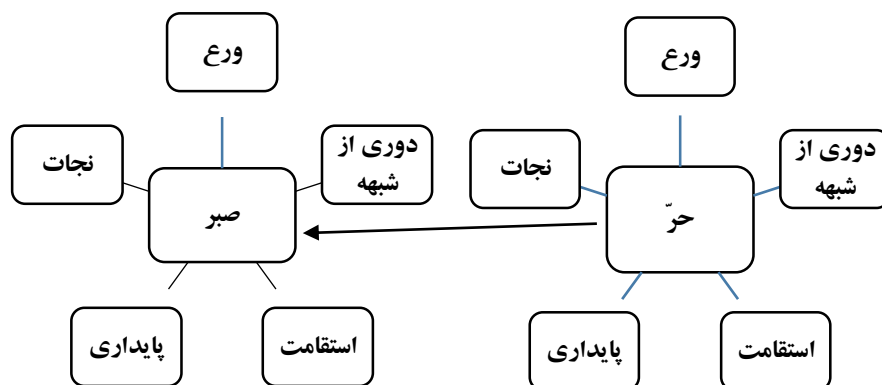 ورع
دوری از
شبهه
نجات
حرّ
استقامت
پایداری
ورع
دوری از
شبهه
نجات
صبر
استقامت
پایداری